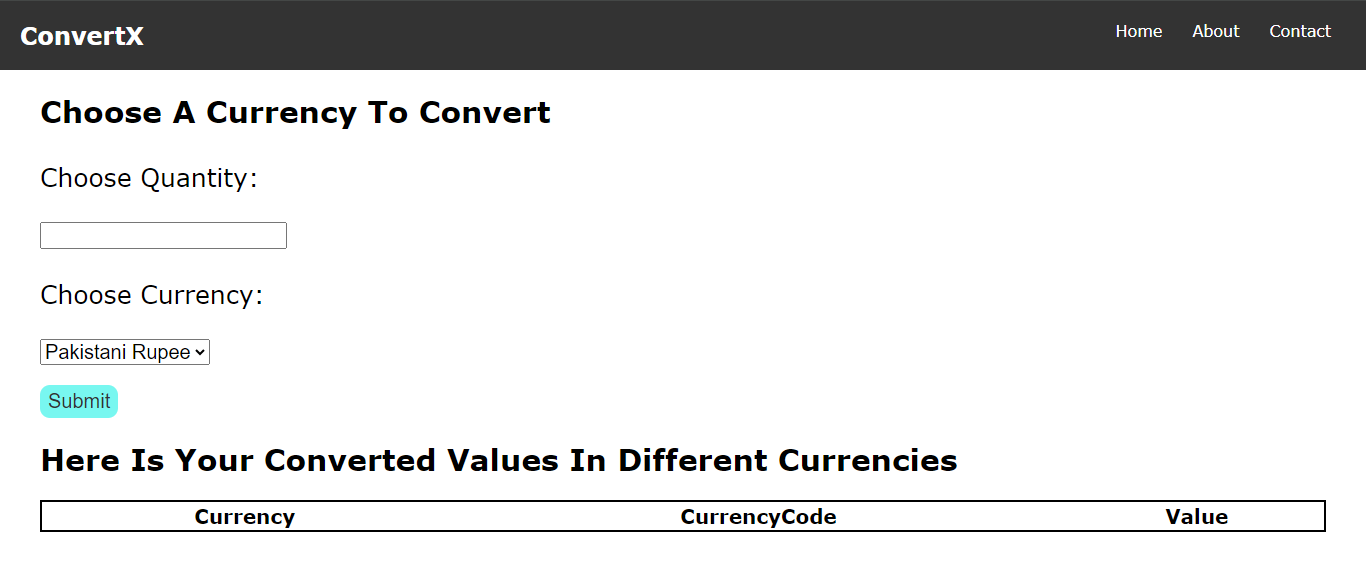 ConvertX Home About Contact
Choose A Currency To Convert
Choose Quantity:
Choose Currency:
Pakistani Rupee
Submit
Here Is Your Converted Values In Different Currencies
Currency CurrencyCode Value